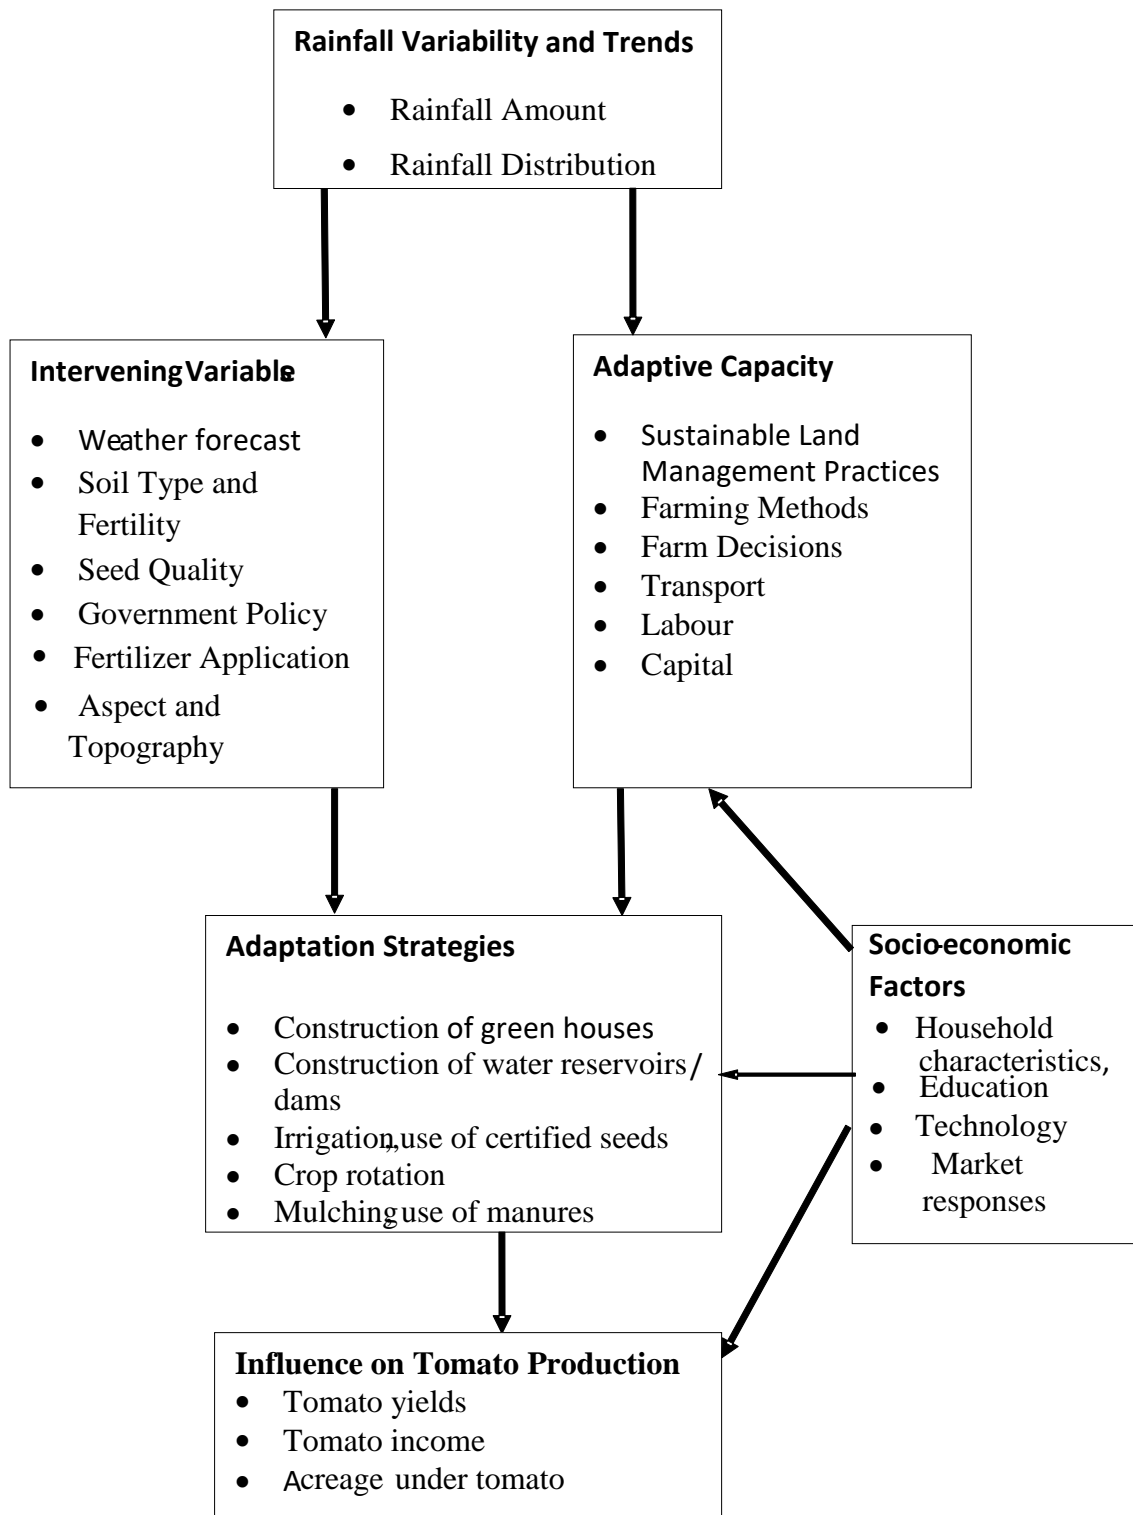 Rainfall Variability and Trends
• Rainfall Amount
• Rainfall Distribution
Intervening Variables
• Weather forecast
• Soil Type and
Fertility
• Seed Quality
• Government Policy
• Fertilizer Application
• Aspect and
Topography
Adaptive Capacity
• Sustainable Land
Management Practices
• Farming Methods
• Farm Decisions
• Transport
• Labour
• Capital
Adaptation Strategies
• Construction of green houses
• Construction of water reservoirs/
dams
• Irrigation,,use of certified seeds
• Crop rotation
• Mulching,use of manures
Socio-economic
Factors
• Household
characteristics,
• Education
• Technology
• Market
responses
Influence on Tomato Production
• Tomato yields
• Tomato income
• Acreage under tomato